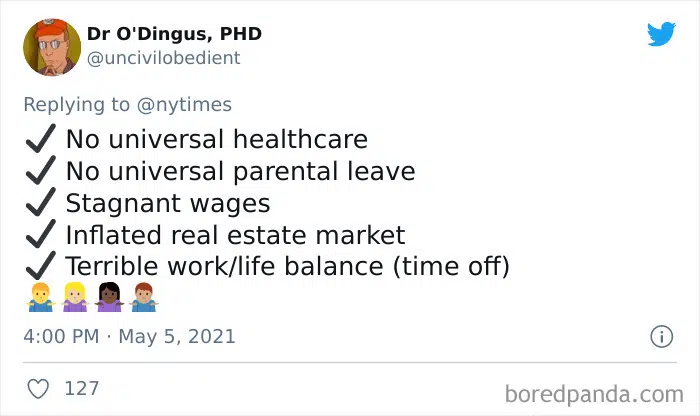 Dr O'Dingus, PHD
@uncivilobedient
Replying to @nytimes
✔ No universal healthcare
✔ No universal parental leave
✔ Stagnant wages
✔ Inflated real estate market
✔ Terrible work/life balance (time off)
🤷‍♂️🤷🏼‍♀️🤷🏿‍♀️🤷🏽‍♂️
4:00 PM · May 5, 2021
127
boredpanda.com